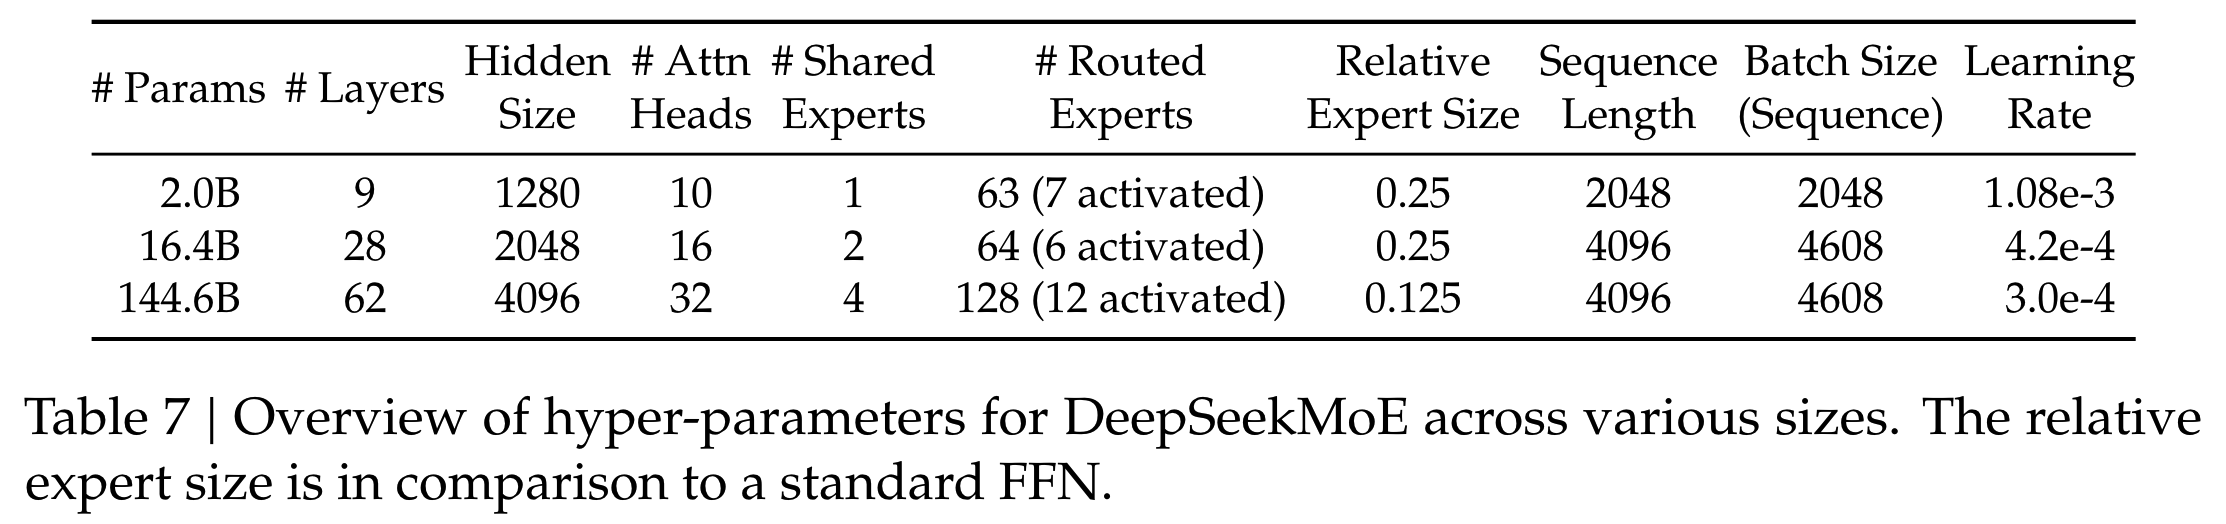 # Params # Layers Hidden Size # Attn Heads # Shared Experts # Routed Experts Relative Expert Size Sequence Length Batch Size (Sequence) Learning Rate
2.0B 9 1280 10 1 63 (7 activated) 0.25 2048 2048 1.08e-3
16.4B 28 2048 16 2 64 (6 activated) 0.25 4096 4608 4.2e-4
144.6B 62 4096 32 4 128 (12 activated) 0.125 4096 4608 3.0e-4
Table 7 | Overview of hyper-parameters for DeepSeekMoE across various sizes. The relative
expert size is in comparison to a standard FFN.